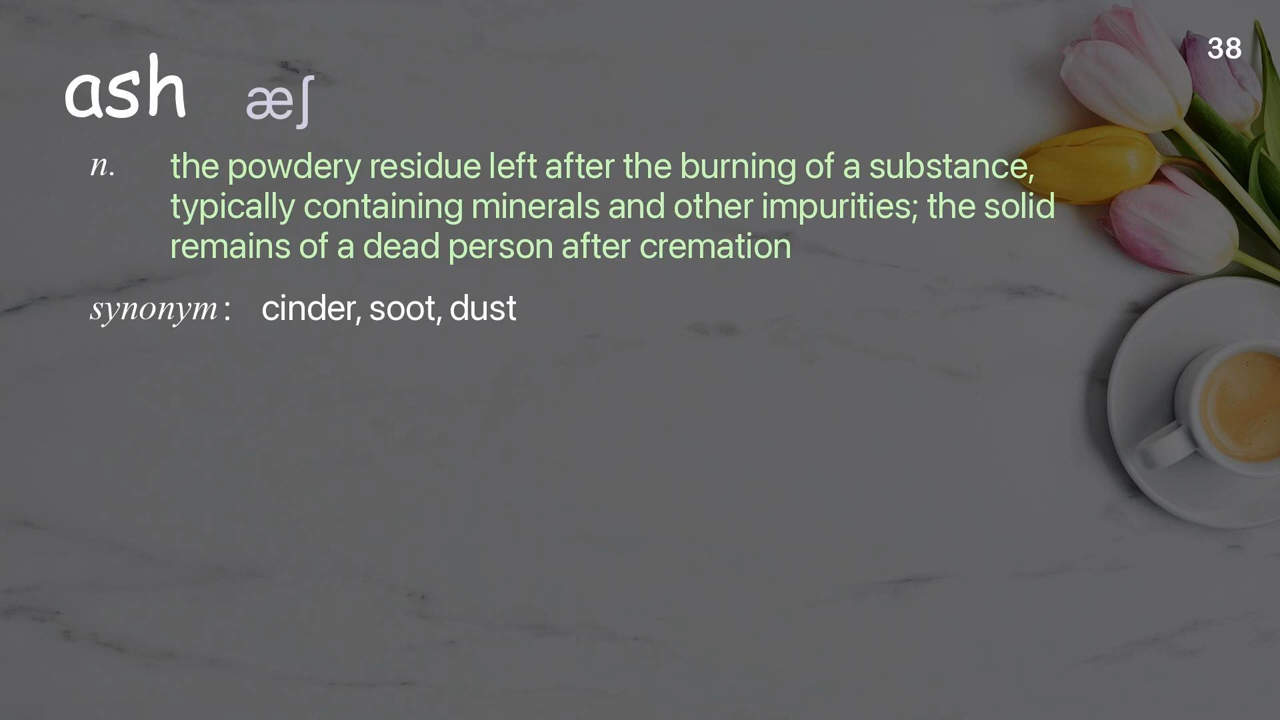 38
ash æʃ
n. the powdery residue left after the burning of a substance,
typically containing minerals and other impurities; the solid
remains of a dead person after cremation
synonym: cinder, soot, dust